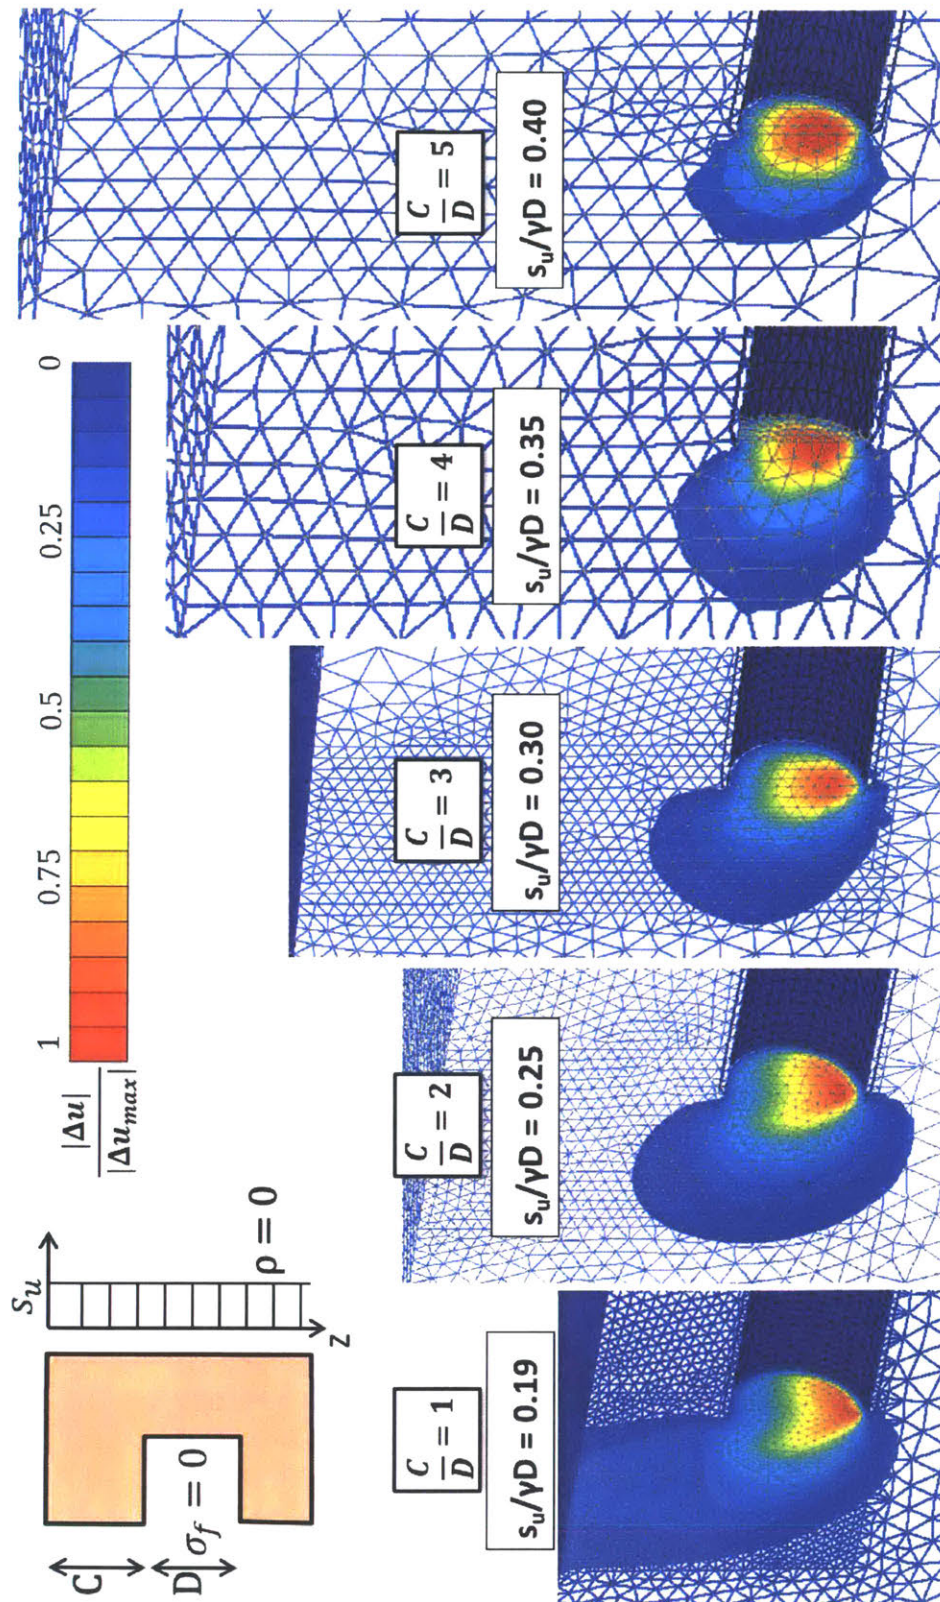 C
D
σ_f = 0
s_u
z
ρ = 0
|Δu|
|Δu_max|
1
0.75
0.5
0.25
0
C/D = 1
s_u/γD = 0.19
C/D = 2
s_u/γD = 0.25
C/D = 3
s_u/γD = 0.30
C/D = 4
s_u/γD = 0.35
C/D = 5
s_u/γD = 0.40